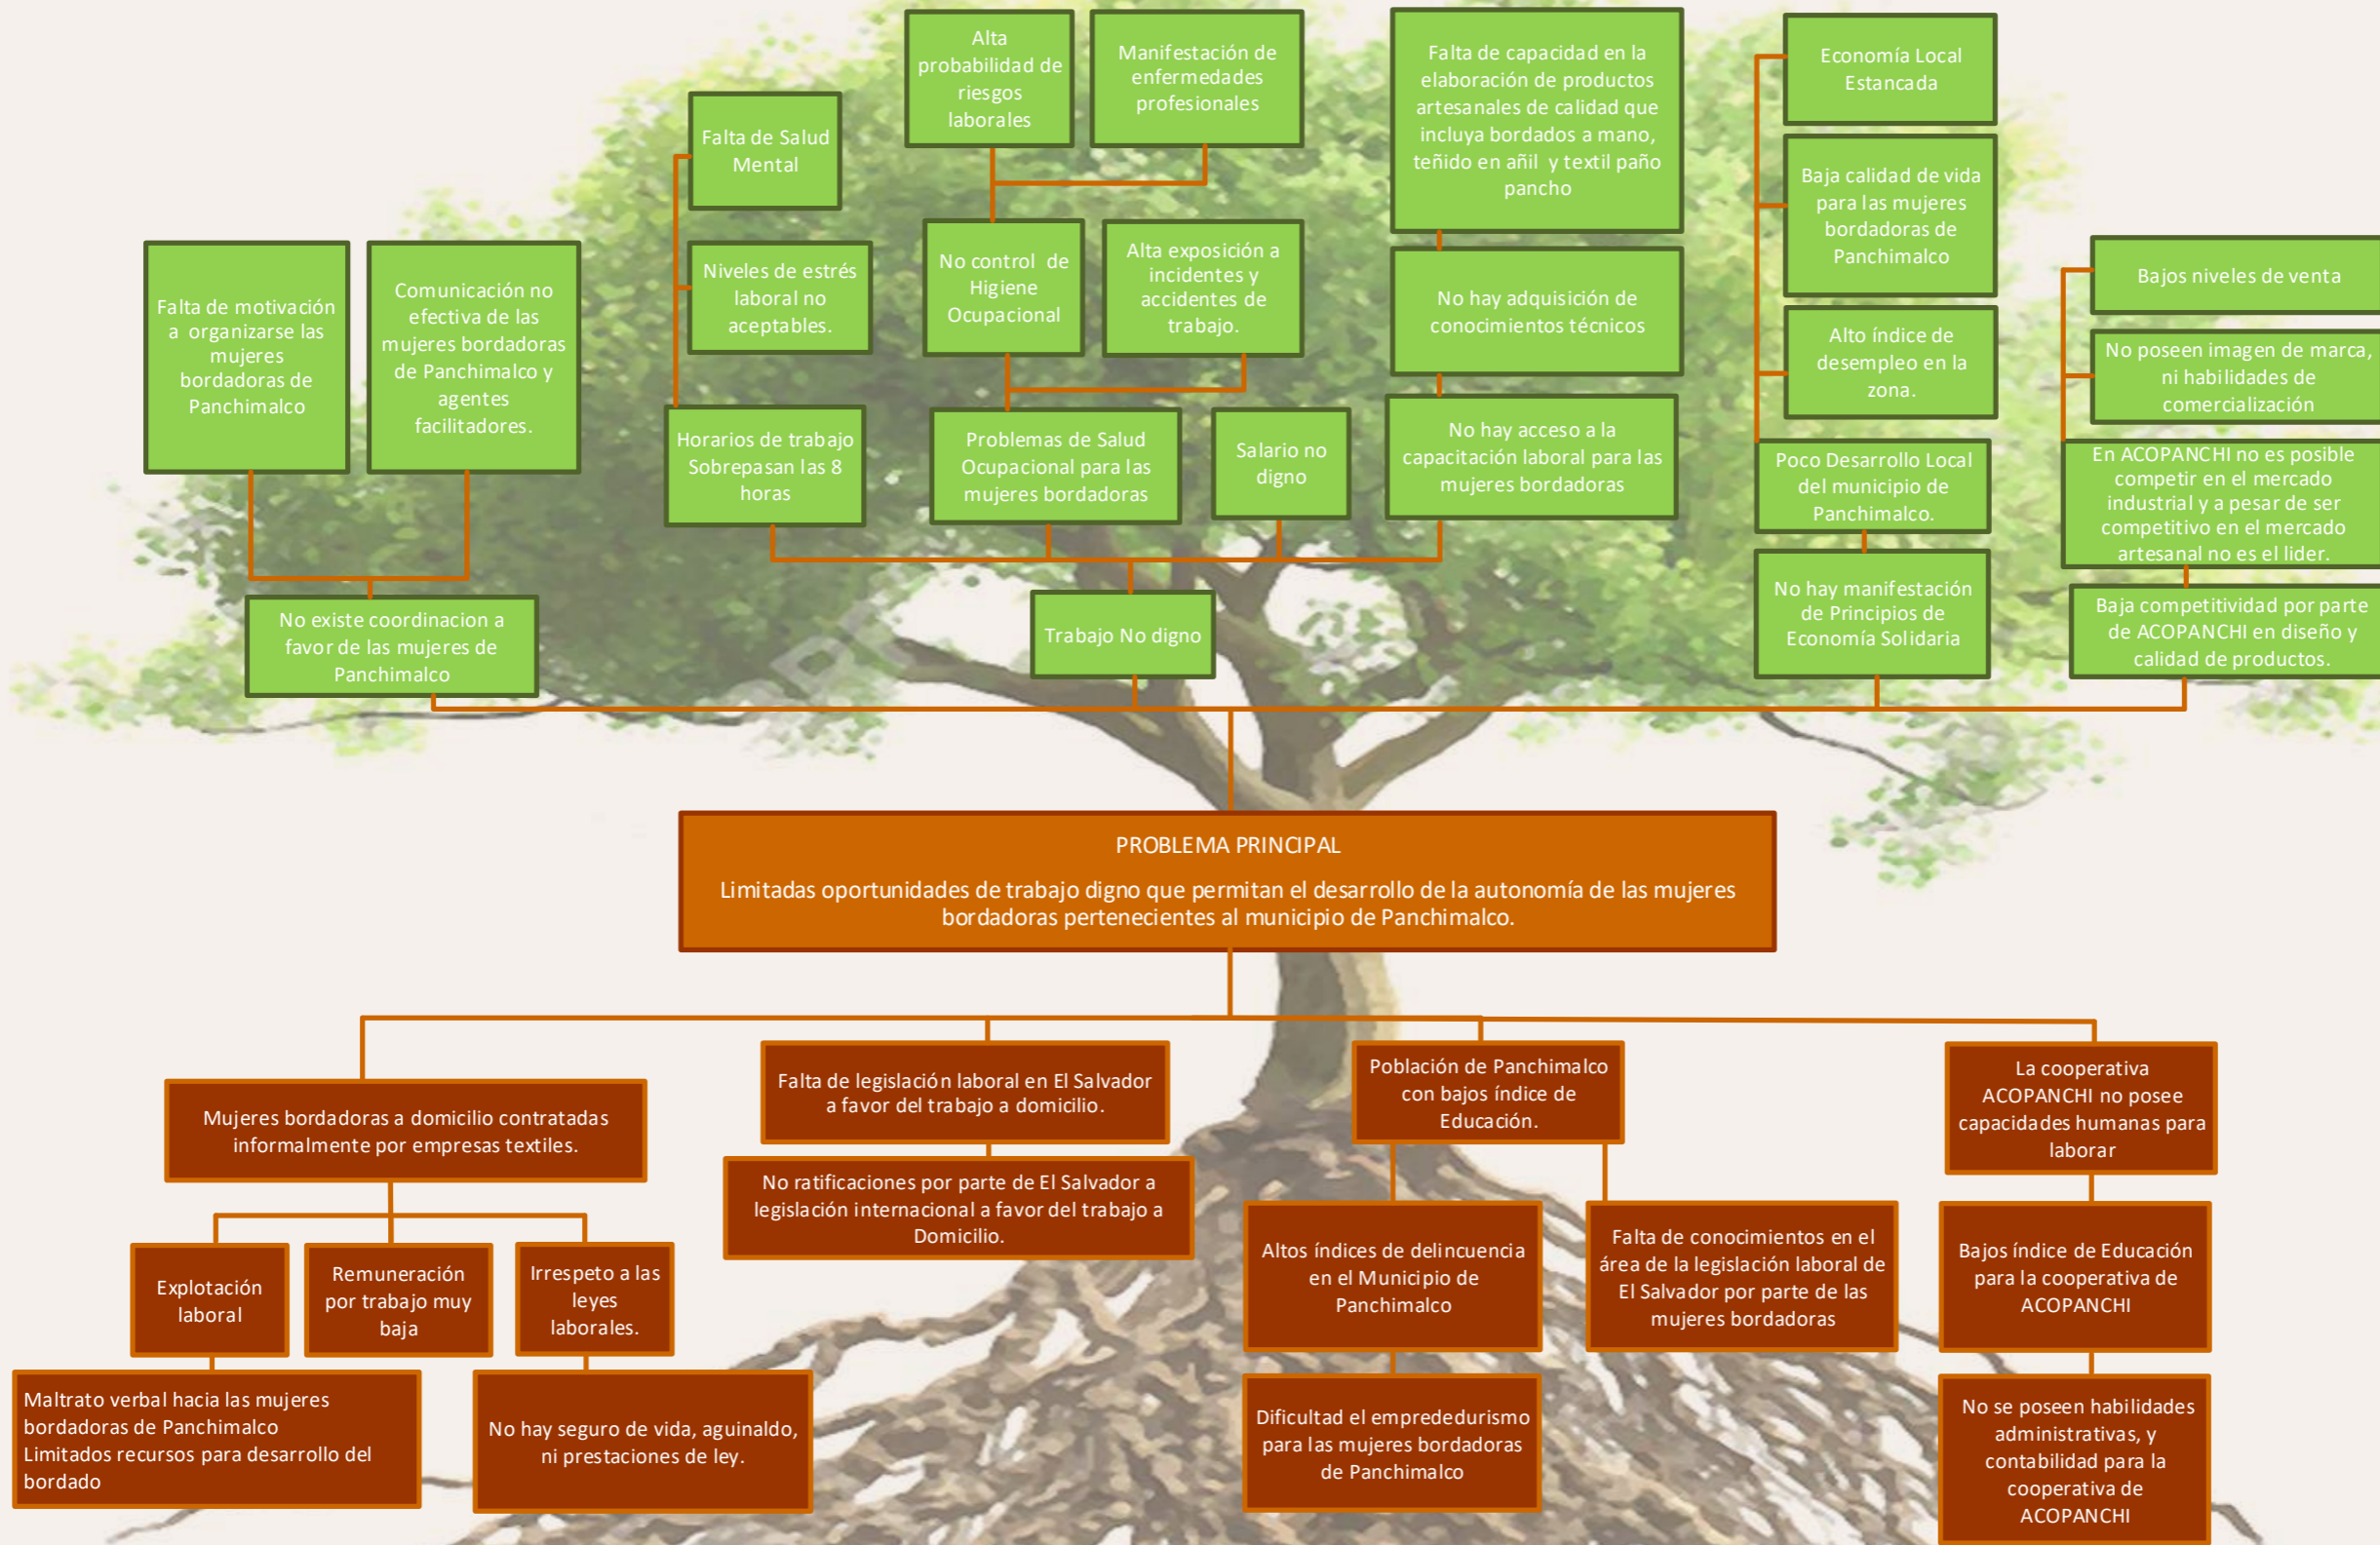 Alta
probabilidad de
riesgos
laborales
Manifestación de
enfermedades
profesionales
Falta de capacidad en la
elaboración de productos
artesanales de calidad que
incluya bordados a mano,
teñido en añil y textil paño
pancho
Economía Local
Estancada
Falta de Salud
Mental
Baja calidad de vida
para las mujeres
bordadoras de
Panchimalco
Falta de motivación
a organizarse las
mujeres
bordadoras de
Panchimalco
Comunicación no
efectiva de las
mujeres bordadoras
de Panchimalco y
agentes
facilitadores.
Niveles de estrés
laboral no
aceptables.
No control de
Higiene
Ocupacional
Alta exposición a
incidentes y
accidentes de
trabajo.
No hay adquisición de
conocimientos técnicos
Alto índice de
desempleo en la
zona.
Bajos niveles de venta
No poseen imagen de marca,
ni habilidades de
comercialización
Horarios de trabajo
Sobrepasan las 8
horas
Problemas de Salud
Ocupacional para las
mujeres bordadoras
Salario no
digno
No hay acceso a la
capacitación laboral para las
mujeres bordadoras
Poco Desarrollo Local
del municipio de
Panchimalco.
En ACOPANCHI no es posible
competir en el mercado
industrial y a pesar de ser
competitivo en el mercado
artesanal no es el lider.
No existe coordinacion a
favor de las mujeres de
Panchimalco
Trabajo No digno
No hay manifestación
de Principios de
Economía Solidaria
Baja competitividad por parte
de ACOPANCHI en diseño y
calidad de productos.
PROBLEMA PRINCIPAL
Limitadas oportunidades de trabajo digno que permitan el desarrollo de la autonomía de las mujeres
bordadoras pertenecientes al municipio de Panchimalco.
Mujeres bordadoras a domicilio contratadas
informalmente por empresas textiles.
Falta de legislación laboral en El Salvador
a favor del trabajo a domicilio.
Población de Panchimalco
con bajos índice de
Educación.
La cooperativa
ACOPANCHI no posee
capacidades humanas para
laborar
No ratificaciones por parte de El Salvador a
legislación internacional a favor del trabajo a
Domicilio.
Explotación
laboral
Remuneración
por trabajo muy
baja
Irrespeto a las
leyes
laborales.
Altos índices de delincuencia
en el Municipio de
Panchimalco
Falta de conocimientos en el
área de la legislación laboral de
El Salvador por parte de las
mujeres bordadoras
Bajos índice de Educación
para la cooperativa de
ACOPANCHI
Maltrato verbal hacia las mujeres
bordadoras de Panchimalco
Limitados recursos para desarrollo del
bordado
No hay seguro de vida, aguinaldo,
ni prestaciones de ley.
Dificultad el emprededurismo
para las mujeres bordadoras
de Panchimalco
No se poseen habilidades
administrativas, y
contabilidad para la
cooperativa de
ACOPANCHI